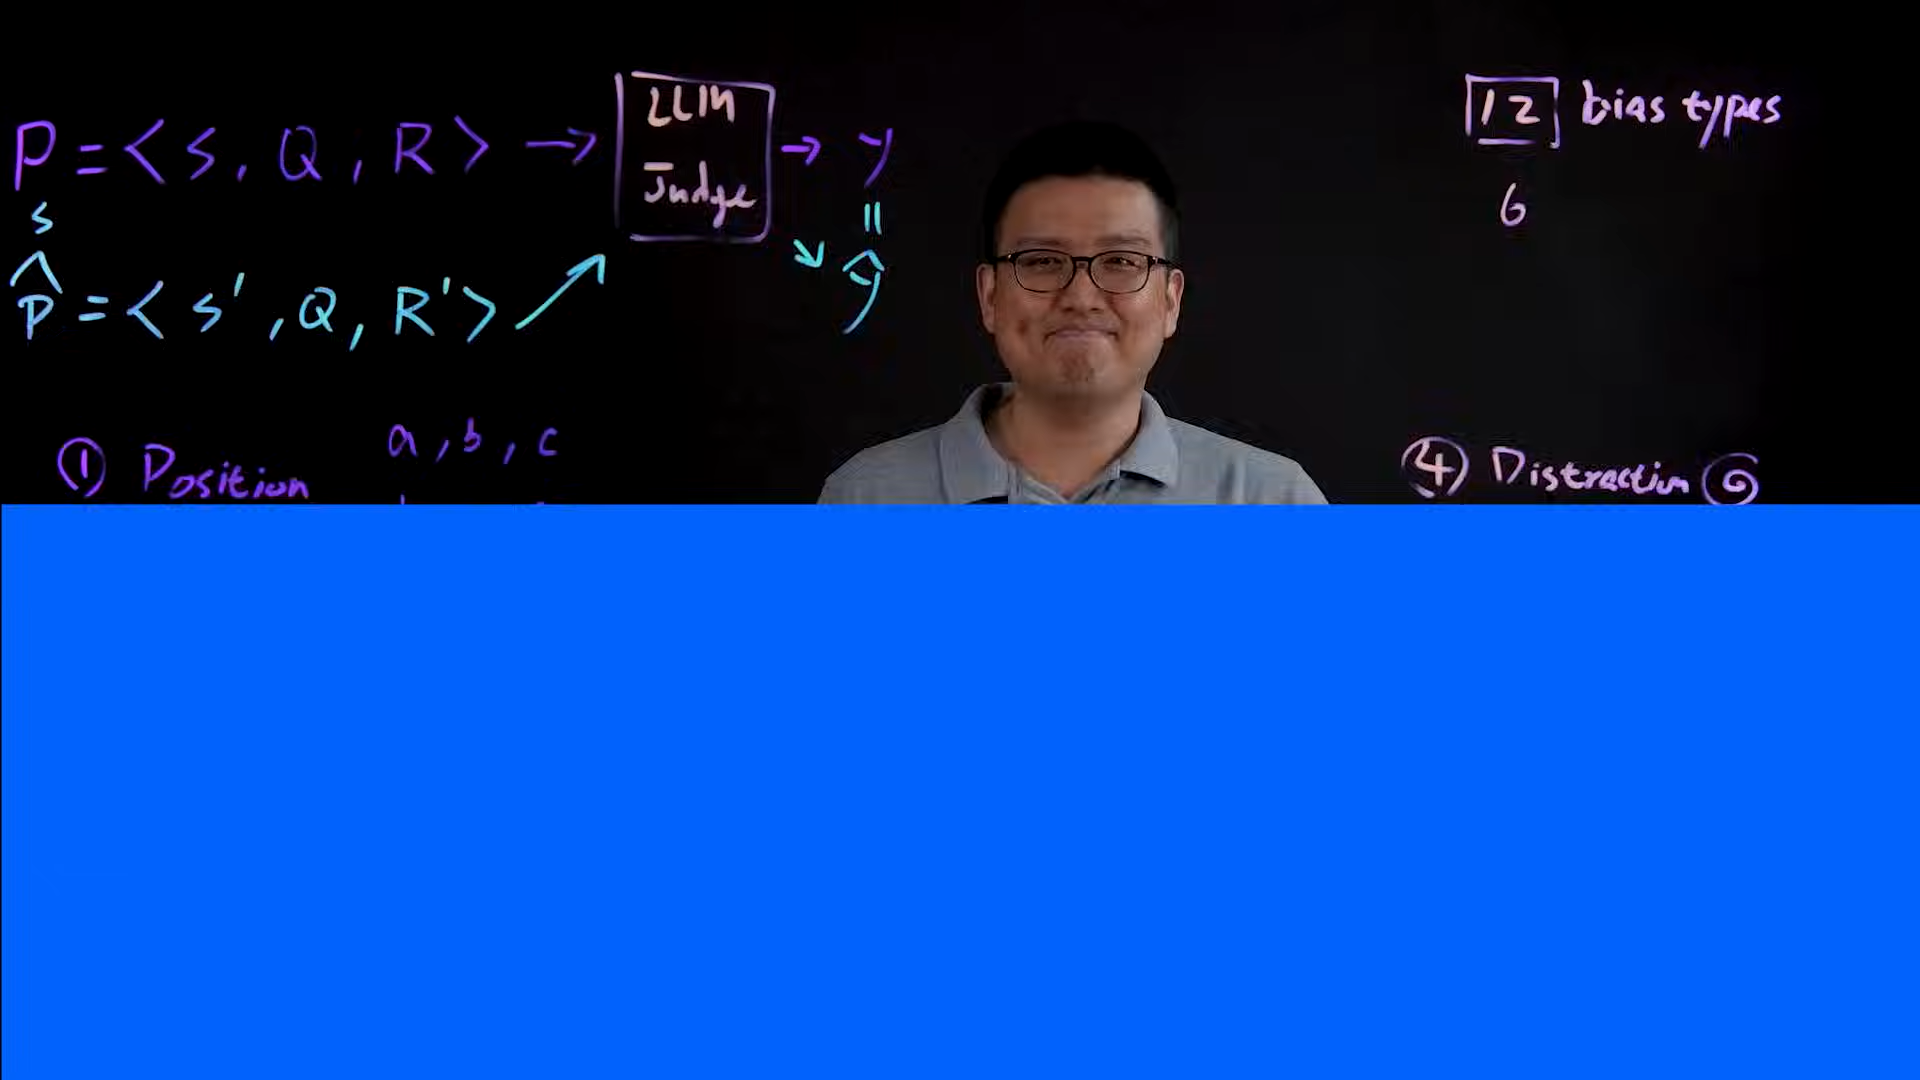 P = < S, Q, R > → LLM Judge → y
S
=
P̂ = < S', Q, R' > ↗ ↘ ŷ
12 bias types
6
① Position a, b, c
④ Distraction